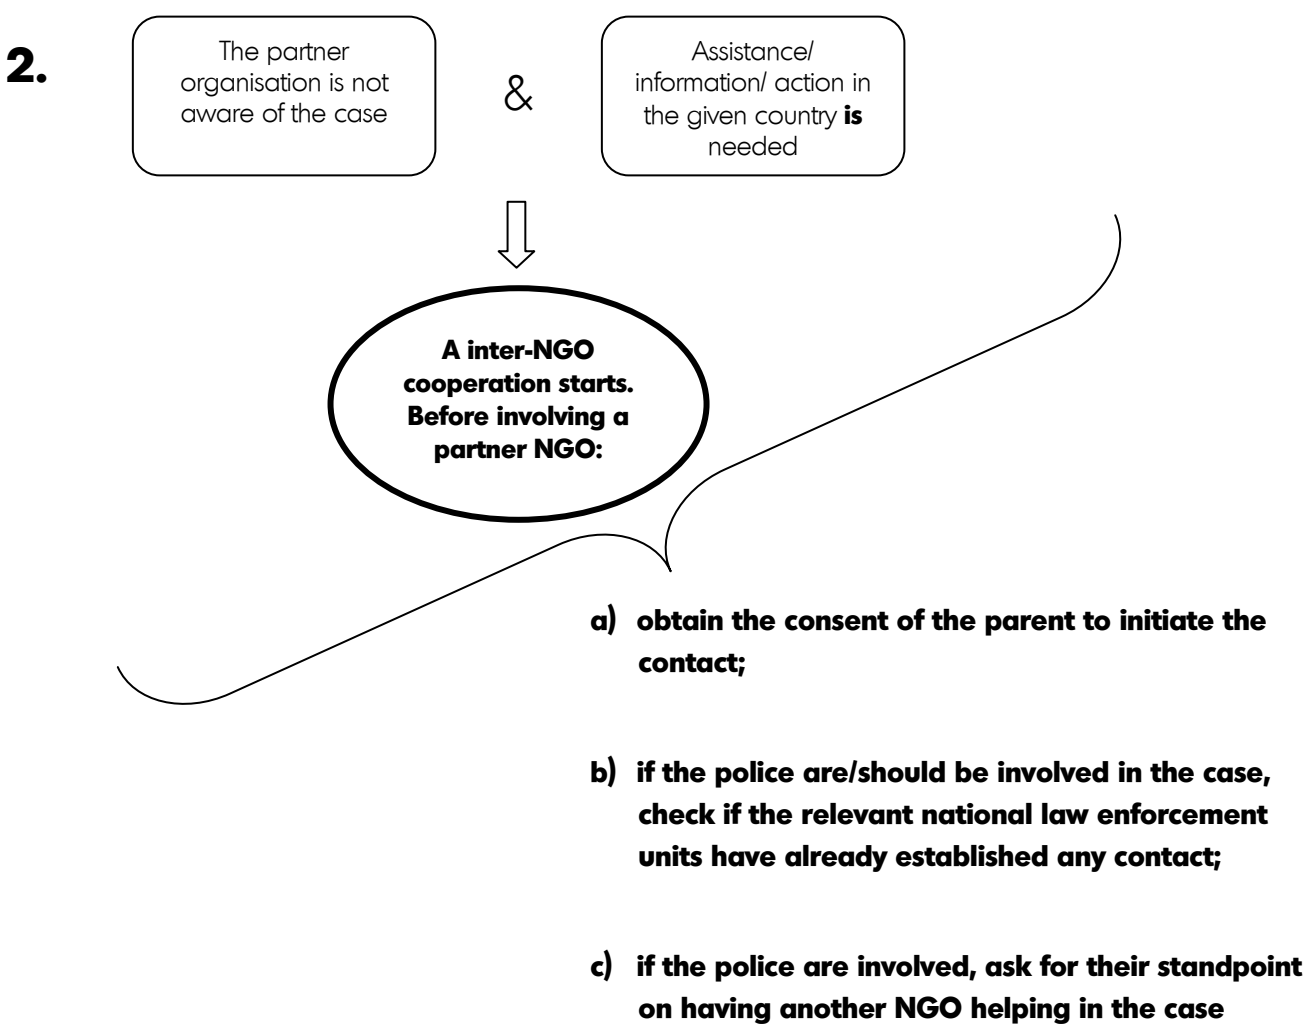 2.
The partner
organisation is not
aware of the case
&
Assistance/
information/ action in
the given country is
needed
A inter-NGO
cooperation starts.
Before involving a
partner NGO:
a) obtain the consent of the parent to initiate the
contact;
b) if the police are/should be involved in the case,
check if the relevant national law enforcement
units have already established any contact;
c) if the police are involved, ask for their standpoint
on having another NGO helping in the case